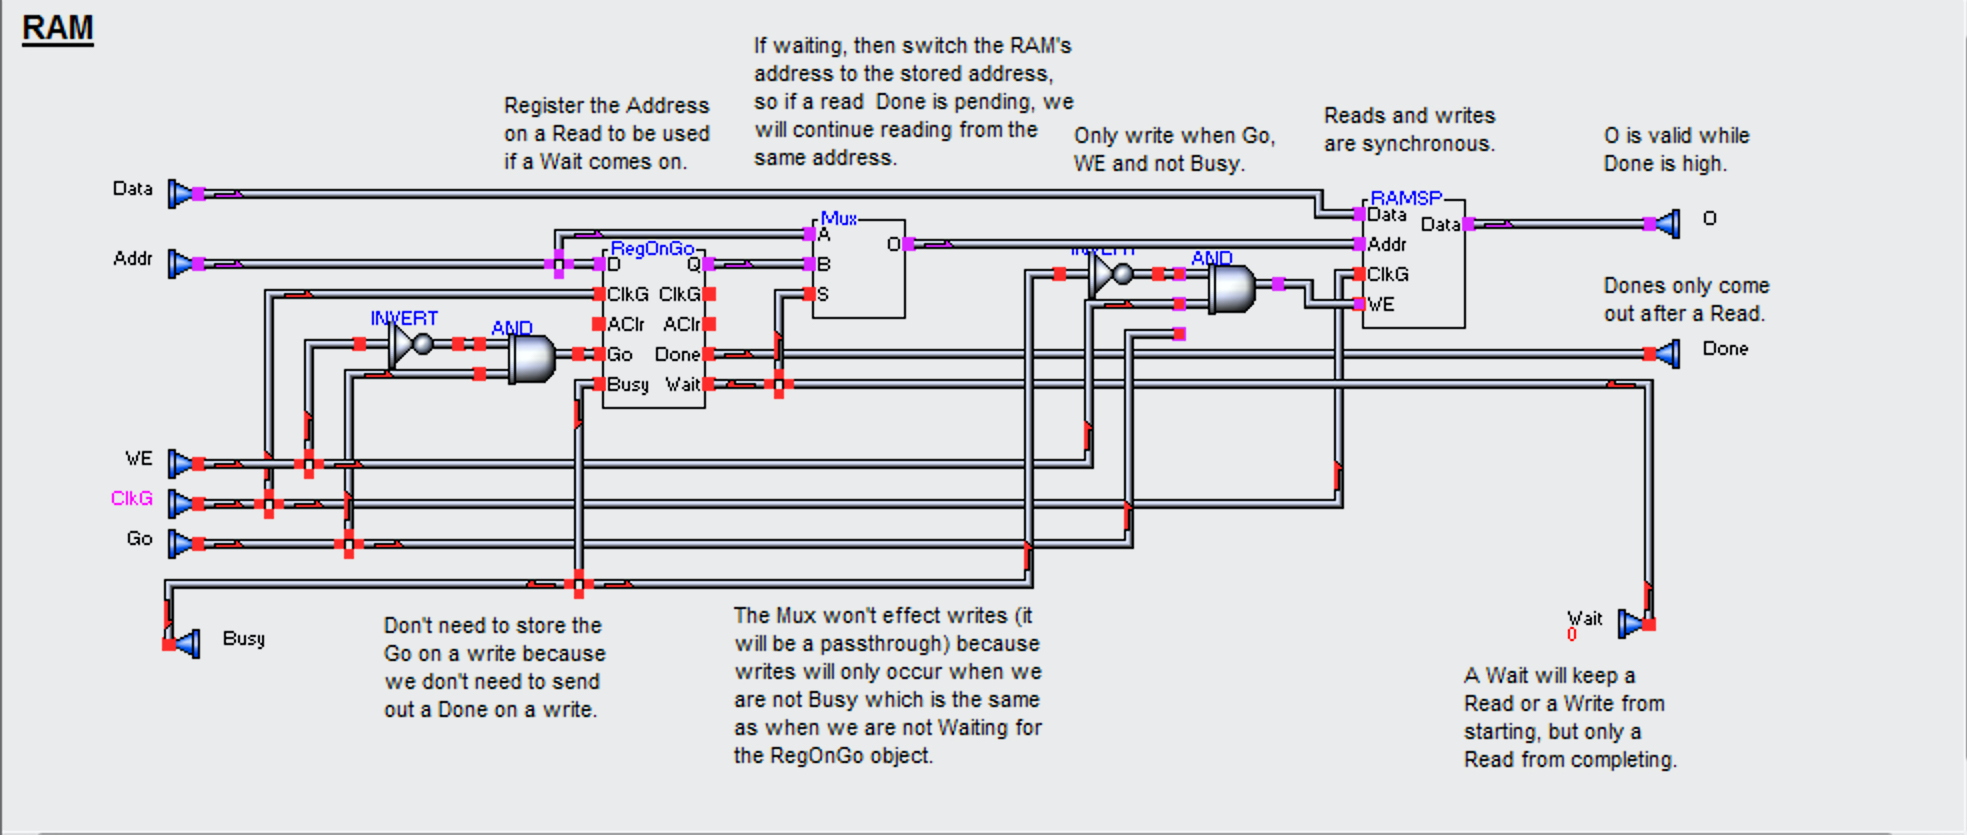 RAM
If waiting, then switch the RAM's
address to the stored address,
so if a read Done is pending, we
will continue reading from the
same address.
Register the Address
on a Read to be used
if a Wait comes on.
Only write when Go,
WE and not Busy.
Reads and writes
are synchronous.
O is valid while
Done is high.
Data
Addr
RegOnGo
D Q
ClkG ClkG
AClr AClr
Go Done
Busy Wait
Mux
A
B
S
O
INVERT
AND
INVERT
AND
RAMSP
Data
Addr
ClkG
WE
Data
O
Dones only come
out after a Read.
Done
WE
ClkG
Go
Busy
Don't need to store the
Go on a write because
we don't need to send
out a Done on a write.
The Mux won't effect writes (it
will be a passthrough) because
writes will only occur when we
are not Busy which is the same
as when we are not Waiting for
the RegOnGo object.
Wait
0
A Wait will keep a
Read or a Write from
starting, but only a
Read from completing.